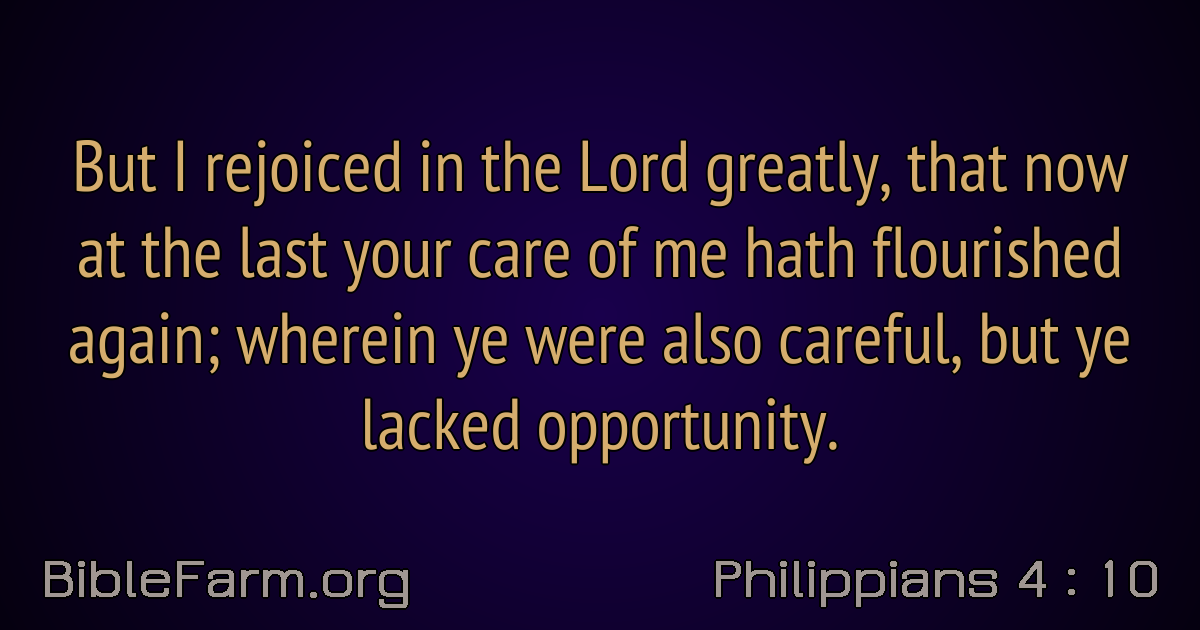 But I rejoiced in the Lord greatly, that now
at the last your care of me hath flourished
again; wherein ye were also careful, but ye
lacked opportunity.
BibleFarm.org
Philippians 4 : 10